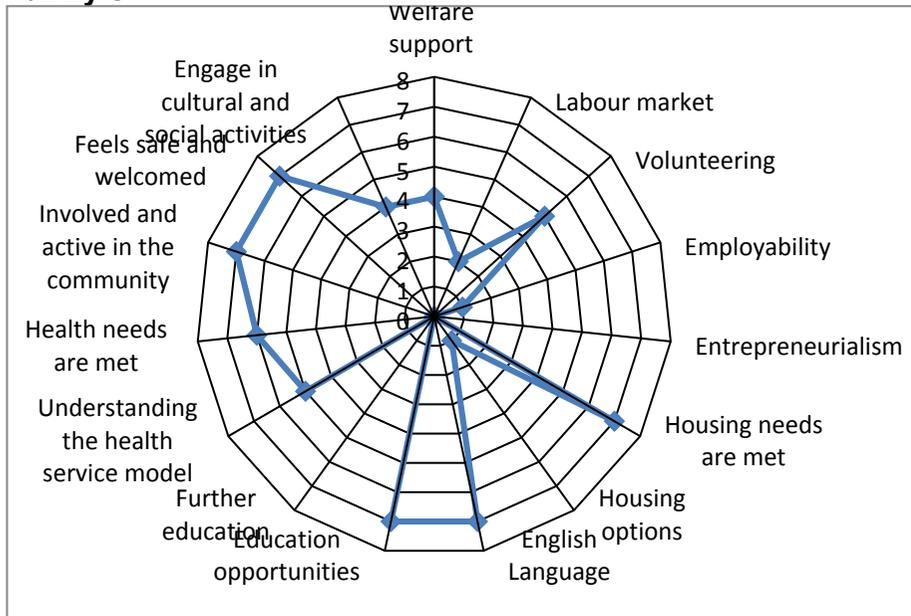 Welfare
support
8
7
6
5
4
3
2
1
0
Labour market
Volunteering
Employability
Entrepreneurialism
Housing needs
are met
Housing
options
English
Language
Education
opportunities
Further
education
Understanding
the health
service model
Health needs
are met
Involved and
active in the
community
Feels safe and
welcomed
Engage in
cultural and
social activities